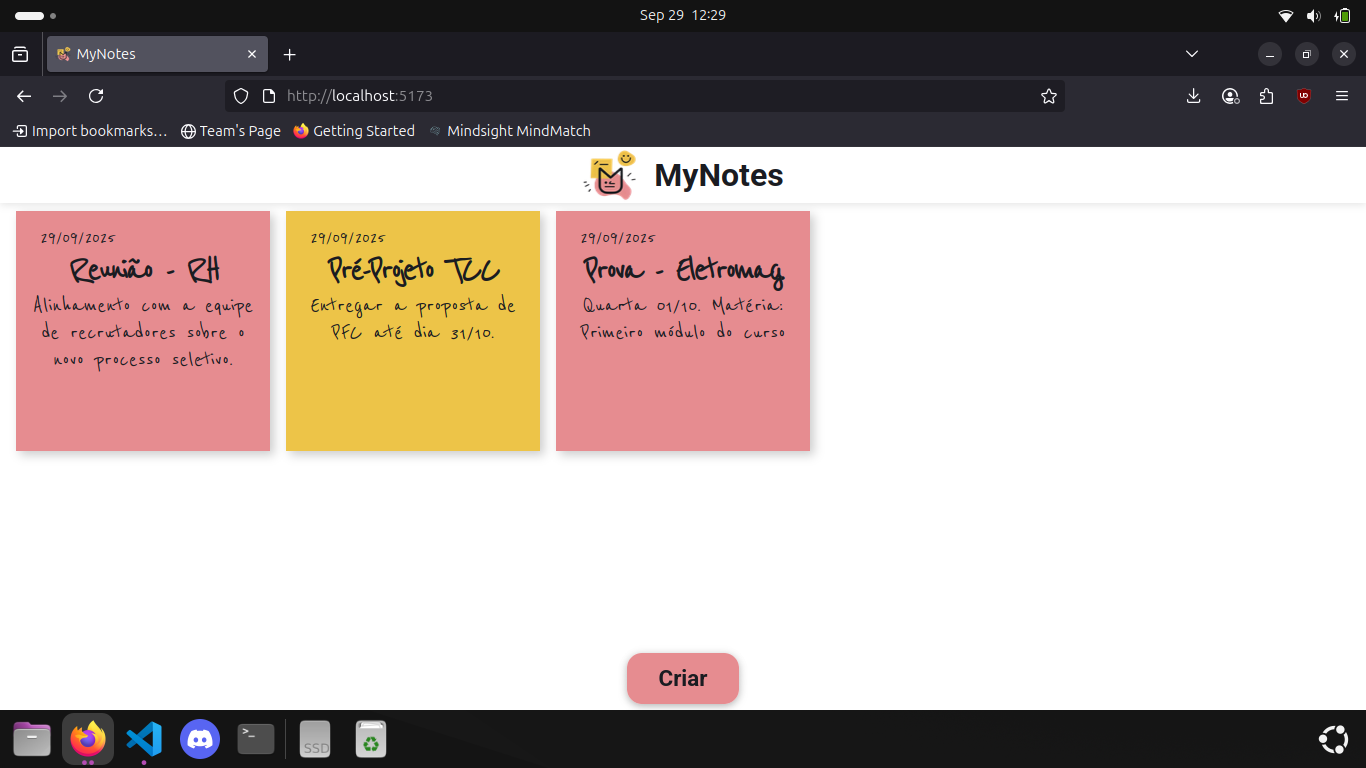 Sep 29 12:29
MyNotes
http://localhost:5173
Import bookmarks…
Team's Page
Getting Started
Mindsight MindMatch
MyNotes
29/09/2025
Reunião - RH
Alinhamento com a equipe
de recrutadores sobre o
novo processo seletivo.
29/09/2025
Pré-Projeto TCC
Entregar a proposta de
PFC até dia 31/10.
29/09/2025
Prova - Eletromag
Quarta 01/10. Matéria:
Primeiro módulo do curso
Criar
SSD